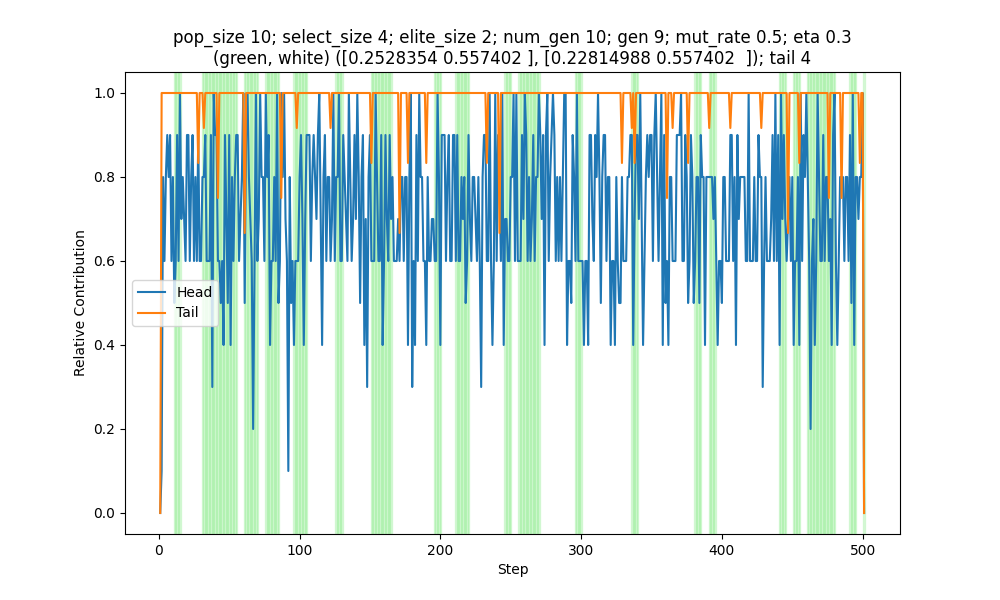 pop_size 10; select_size 4; elite_size 2; num_gen 10; gen 9; mut_rate 0.5; eta 0.3
(green, white) ([0.2528354 0.557402 ], [0.22814988 0.557402  ]); tail 4
1.0
0.8
0.6
0.4
0.2
0.0
Relative Contribution
Head
Tail
0
100
200
300
400
500
Step